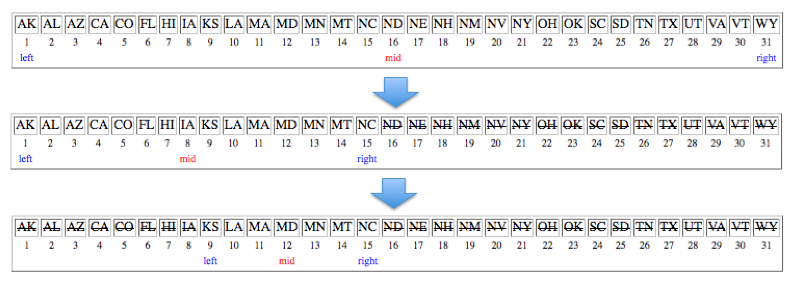 AK AL AZ CA CO FL HI IA KS LA MA MD MN MT NC ND NE NH NM NV NY OH OK SC SD TN TX UT VA VT WY
1 2 3 4 5 6 7 8 9 10 11 12 13 14 15 16 17 18 19 20 21 22 23 24 25 26 27 28 29 30 31
left mid right
AK AL AZ CA CO FL HI IA KS LA MA MD MN MT NC ND NE NH NM NV NY OH OK SC SD TN TX UT VA VT WY
1 2 3 4 5 6 7 8 9 10 11 12 13 14 15 16 17 18 19 20 21 22 23 24 25 26 27 28 29 30 31
left mid right
AK AL AZ CA CO FL HI IA KS LA MA MD MN MT NC ND NE NH NM NV NY OH OK SC SD TN TX UT VA VT WY
1 2 3 4 5 6 7 8 9 10 11 12 13 14 15 16 17 18 19 20 21 22 23 24 25 26 27 28 29 30 31
left mid right